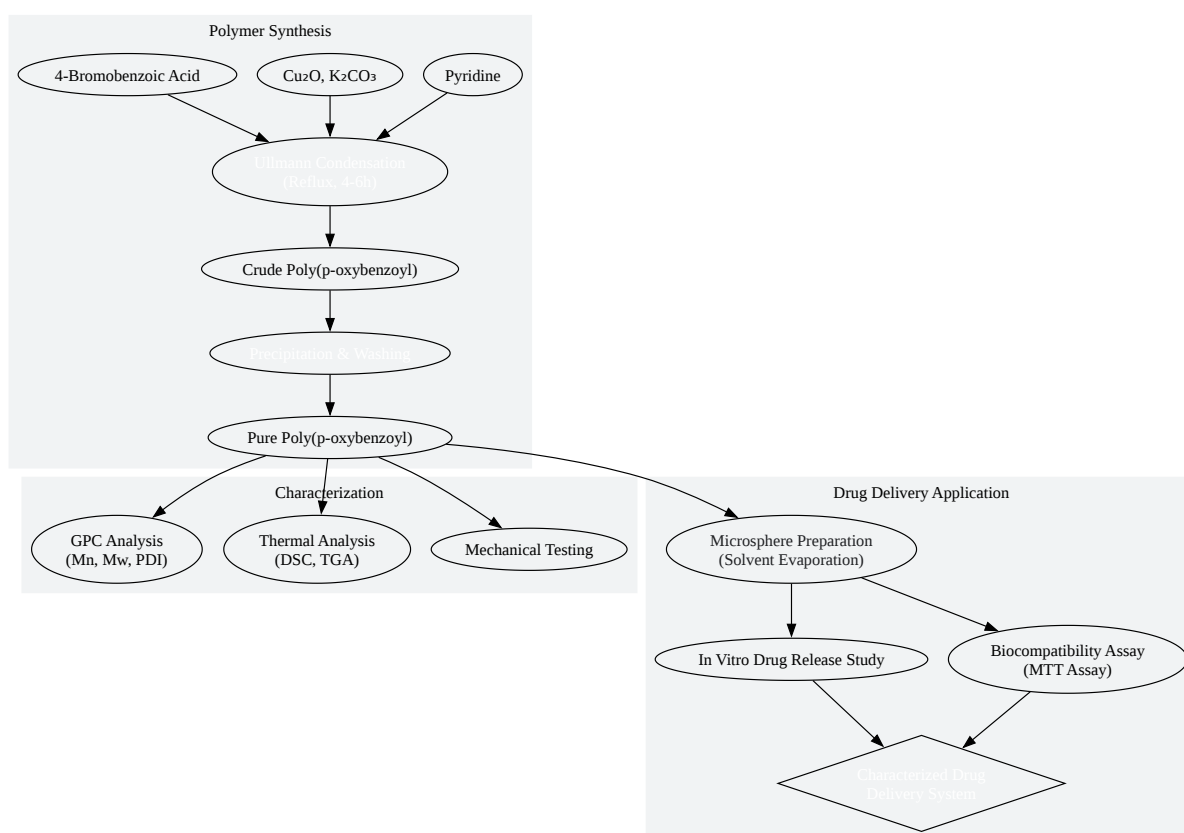 Polymer Synthesis
4-Bromobenzoic Acid
Cu₂O, K₂CO₃
Pyridine
Ullmann Condensation
(Reflux, 4-6h)
Crude Poly(p-oxybenzoyl)
Precipitation & Washing
Pure Poly(p-oxybenzoyl)
Characterization
Drug Delivery Application
GPC Analysis
(Mn, Mw, PDI)
Thermal Analysis
(DSC, TGA)
Mechanical Testing
Microsphere Preparation
(Solvent Evaporation)
In Vitro Drug Release Study
Biocompatibility Assay
(MTT Assay)
Characterized Drug
Delivery System